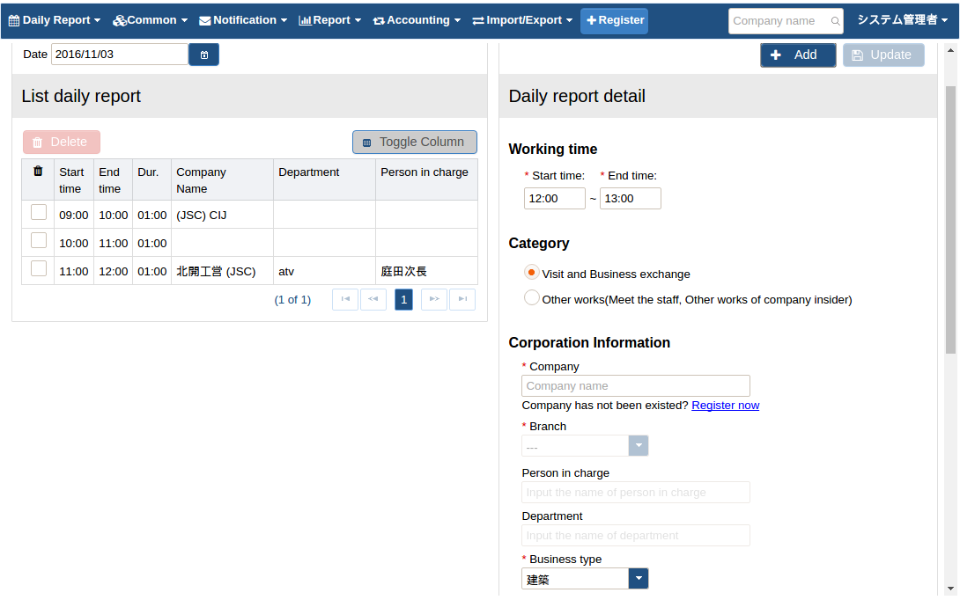 Daily Report Common Notification Report Accounting Import/Export Register Company name システム管理者
Date 2016/11/03
List daily report
Delete Toggle Column
Start time End time Dur. Company Name Department Person in charge
09:00 10:00 01:00 (JSC) CIJ
10:00 11:00 01:00
11:00 12:00 01:00 北開工営 (JSC) atv 庭田次長
(1 of 1) 1
Add Update
Daily report detail
Working time
* Start time: * End time:
12:00 ~ 13:00
Category
Visit and Business exchange
Other works(Meet the staff, Other works of company insider)
Corporation Information
* Company
Company name
Company has not been existed? Register now
* Branch
---
Person in charge
Input the name of person in charge
Department
Input the name of department
* Business type
建築